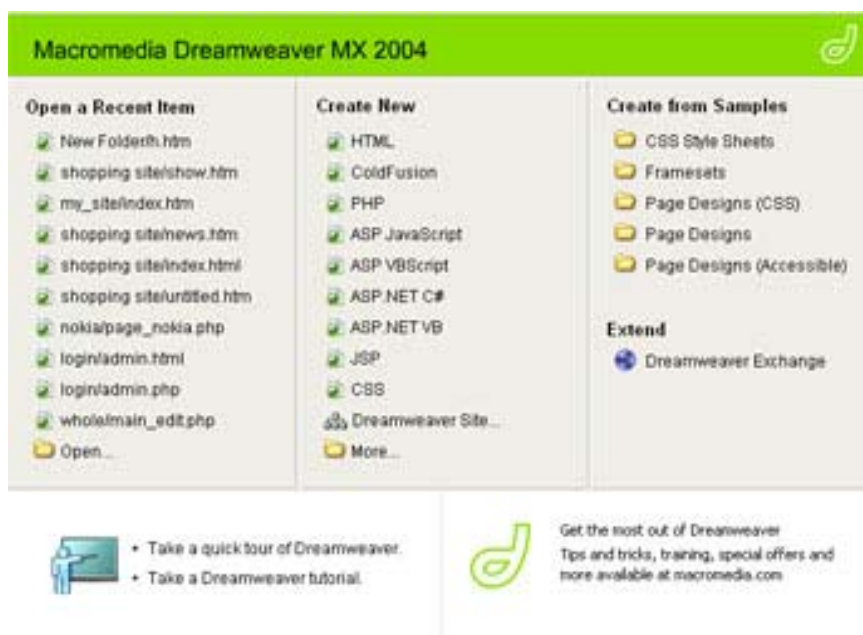 Macromedia Dreamweaver MX 2004
Open a Recent Item
New Folder/h.htm
shopping site/show.htm
my_site/index.htm
shopping site/news.htm
shopping site/index.html
shopping site/untitled.htm
nokia/page_nokia.php
login/admin.html
login/admin.php
whole/main_edit.php
Open...
Create New
HTML
ColdFusion
PHP
ASP JavaScript
ASP VBScript
ASP.NET C#
ASP.NET VB
JSP
CSS
Dreamweaver Site...
More...
Create from Samples
CSS Style Sheets
Framesets
Page Designs (CSS)
Page Designs
Page Designs (Accessible)
Extend
Dreamweaver Exchange
• Take a quick tour of Dreamweaver.
• Take a Dreamweaver tutorial.
Get the most out of Dreamweaver
Tips and tricks, training, special offers and
more available at macromedia.com